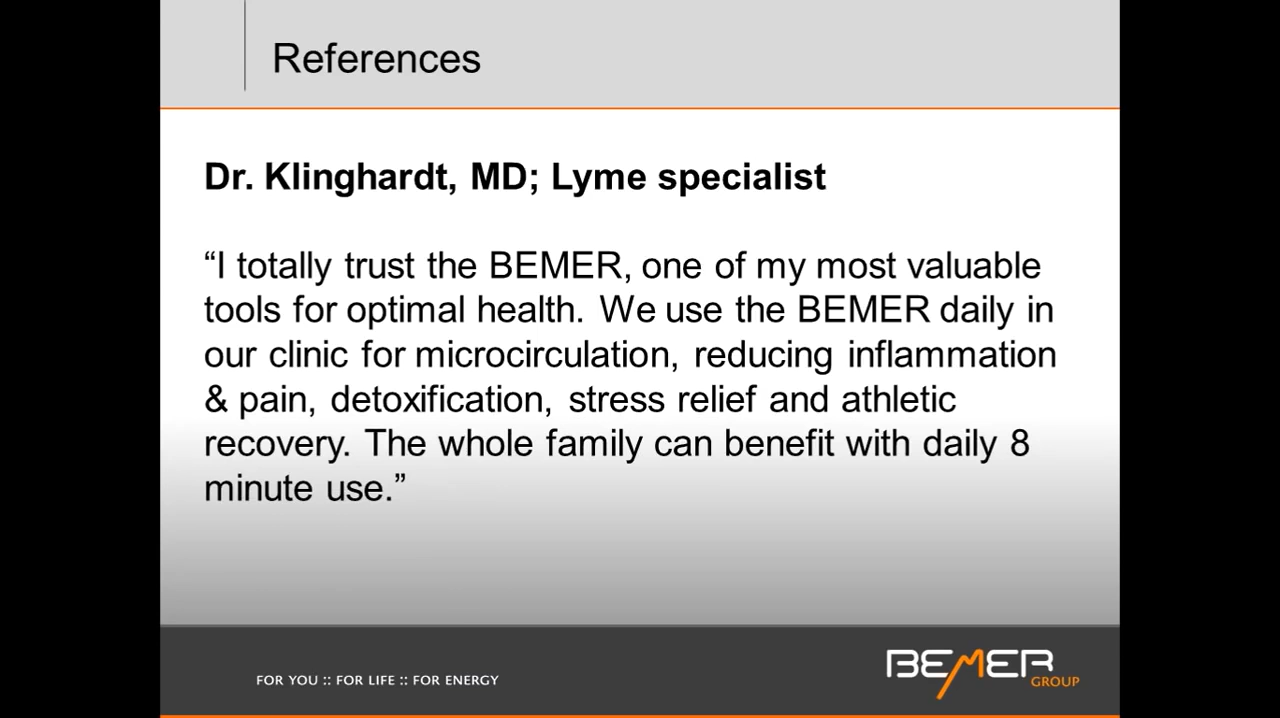 References
Dr. Klinghardt, MD; Lyme specialist
“I totally trust the BEMER, one of my most valuable
tools for optimal health. We use the BEMER daily in
our clinic for microcirculation, reducing inflammation
& pain, detoxification, stress relief and athletic
recovery. The whole family can benefit with daily 8
minute use.”
FOR YOU :: FOR LIFE :: FOR ENERGY
BEMER
GROUP